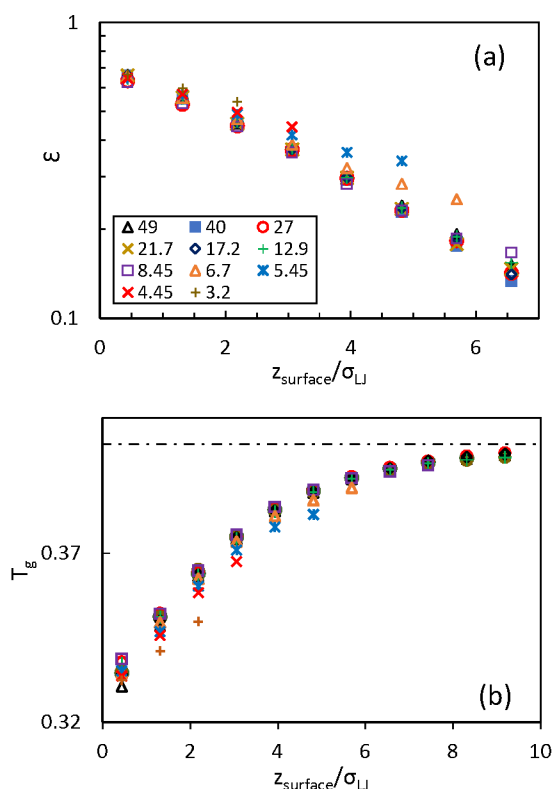 (a)
1
0.1
ε
49 40 27
21.7 17.2 12.9
8.45 6.7 5.45
4.45 3.2
0 2 4 6
z_surface/σ_LJ
(b)
T_g
0.37
0.32
0 2 4 6 8 10
z_surface/σ_LJ